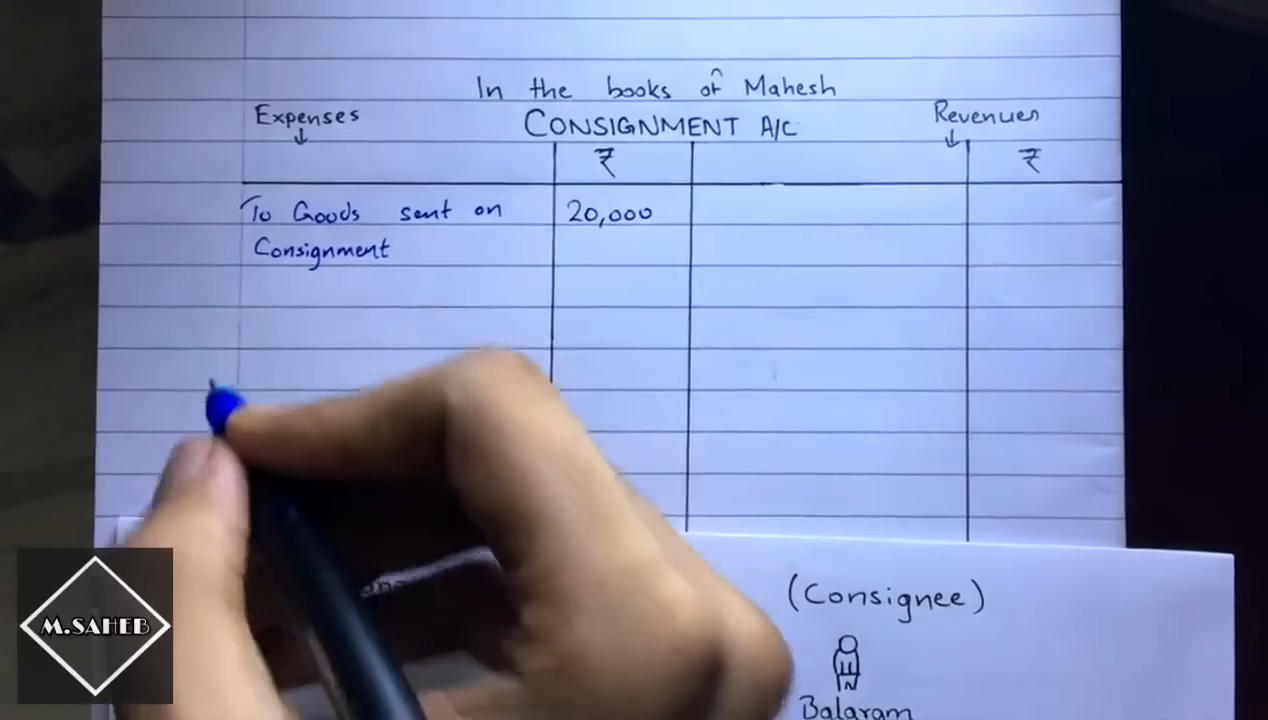 In the books of Mahesh
Expenses
CONSIGNMENT A/C
Revenues
₹
₹
To Goods sent on
20,000
Consignment
(Consignee)
Balaram
M.SAHEB